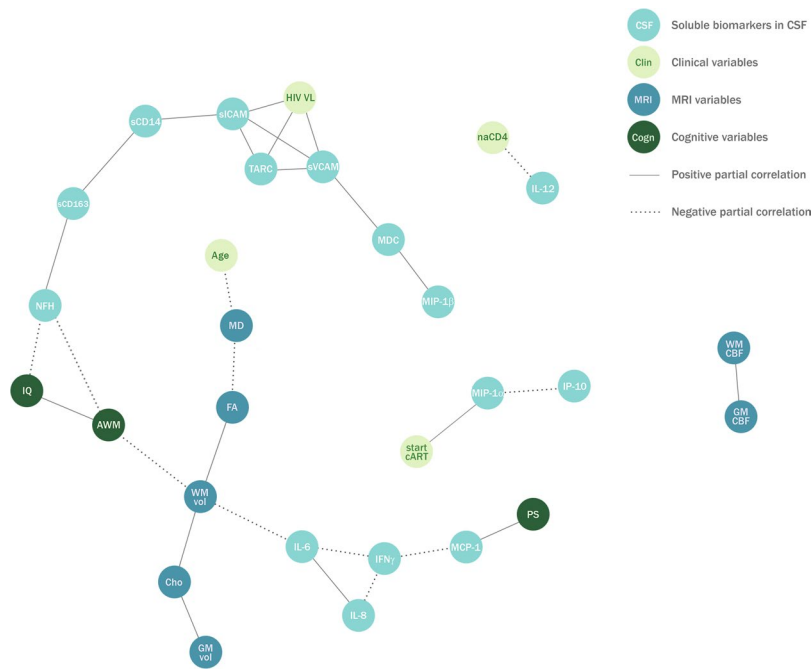 CSF Soluble biomarkers in CSF
Clin Clinical variables
MRI MRI variables
Cogn Cognitive variables
Positive partial correlation
Negative partial correlation
HIV VL
sICAM
sCD14
TARC
sVCAM
naCD4
IL-12
sCD163
MDC
Age
MIP-1β
NFH
MD
WM
CBF
IQ
FA
MIP-1α
IP-10
GM
CBF
AWM
start
cART
WM
vol
PS
IL-6
IFNγ
MCP-1
Cho
IL-8
GM
vol